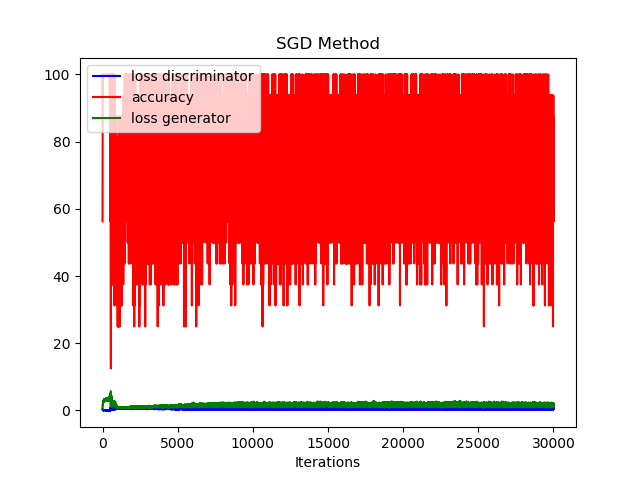 SGD Method
loss discriminator
accuracy
loss generator
100
80
60
40
20
0
0 5000 10000 15000 20000 25000 30000
Iterations